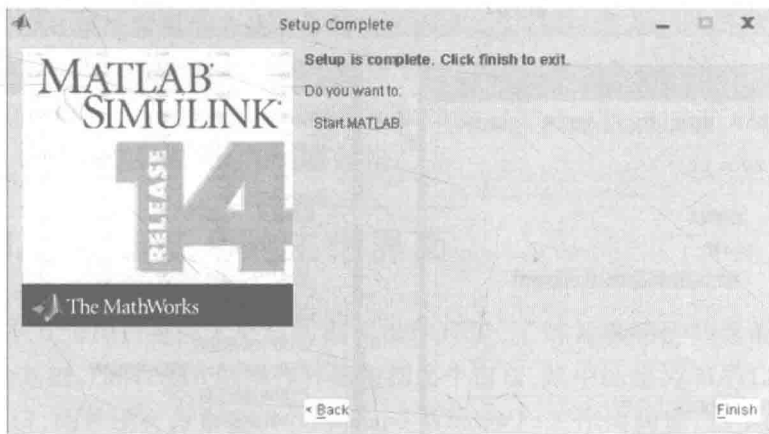 Setup Complete
MATLAB®
SIMULINK®
RELEASE
14
The MathWorks
Setup is complete. Click finish to exit.
Do you want to:
Start MATLAB.
< Back
Finish